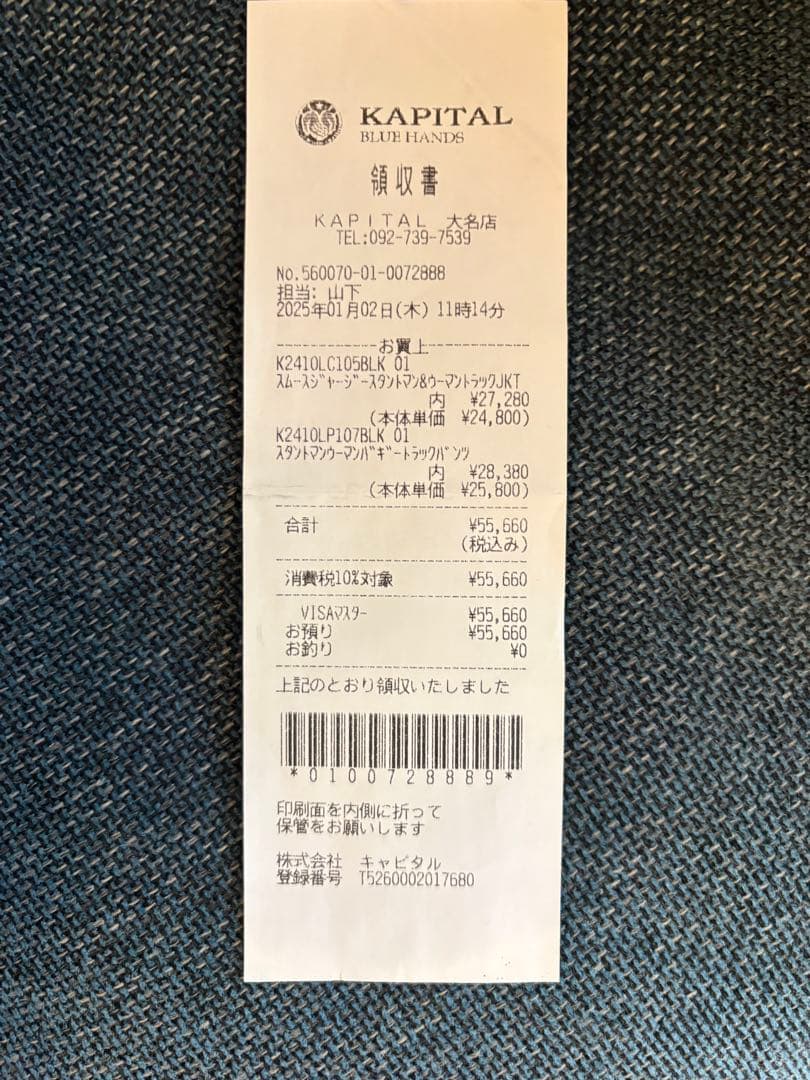 KAPITAL
BLUE HANDS
領収書
KAPITAL 大名店
TEL:092-739-7539
No.560070-01-0072888
担当: 山下
2025年01月02日(木) 11時14分
お買上
K2410LC105BLK 01
ｽﾑｰｽｼﾞｬｰｼﾞｰｽﾀﾝﾄﾏﾝ&ｳｰﾏﾝﾄﾗｯｸJKT
内 ¥27,280
(本体単価 ¥24,800)
K2410LP107BLK 01
ｽﾀﾝﾄﾏﾝｳｰﾏﾝﾊﾞｷﾞｰﾄﾗｯｸﾊﾟﾝﾂ
内 ¥28,380
(本体単価 ¥25,800)
合計 ¥55,660
(税込み)
消費税10%対象 ¥55,660
VISAﾏｽﾀｰ ¥55,660
お預り ¥55,660
お釣り ¥0
上記のとおり領収いたしました
*0100728889*
印刷面を内側に折って
保管をお願いします
株式会社 キャピタル
登録番号 T5260002017680